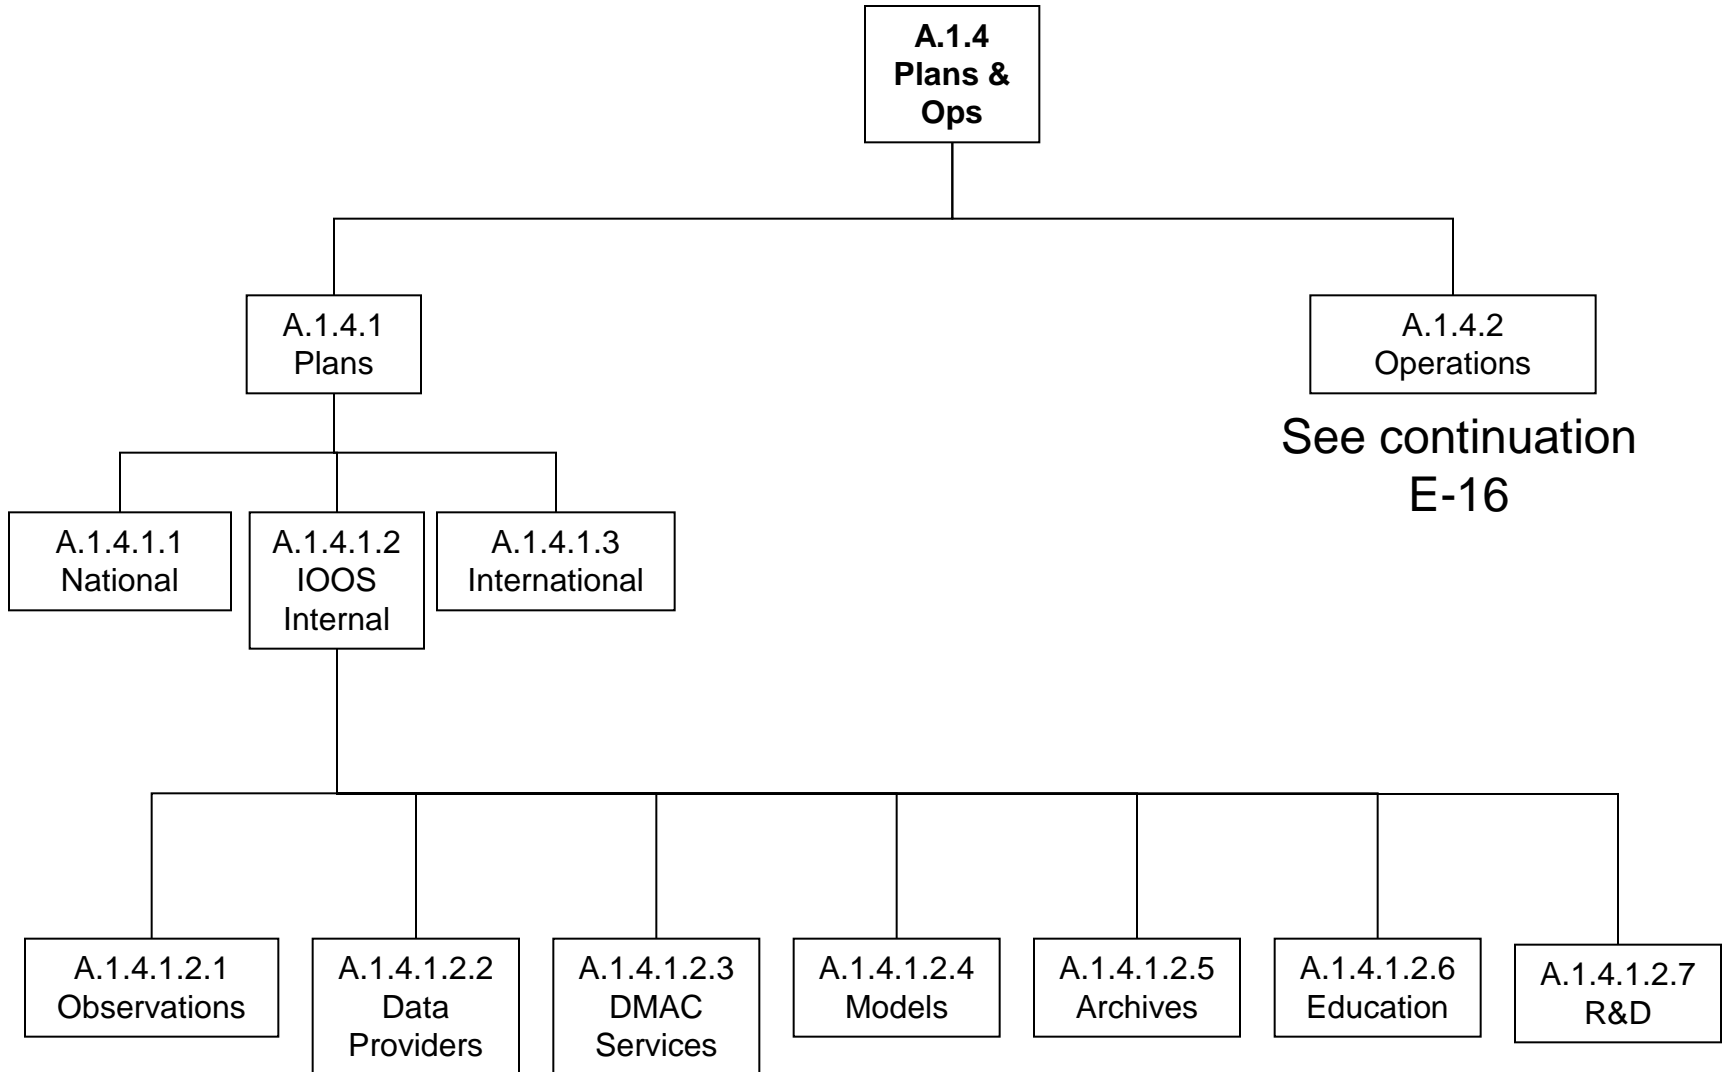 A.1.4
Plans &
Ops
A.1.4.1
Plans
A.1.4.2
Operations
See continuation
E-16
A.1.4.1.1
National
A.1.4.1.2
IOOS
Internal
A.1.4.1.3
International
A.1.4.1.2.1
Observations
A.1.4.1.2.2
Data
Providers
A.1.4.1.2.3
DMAC
Services
A.1.4.1.2.4
Models
A.1.4.1.2.5
Archives
A.1.4.1.2.6
Education
A.1.4.1.2.7
R&D